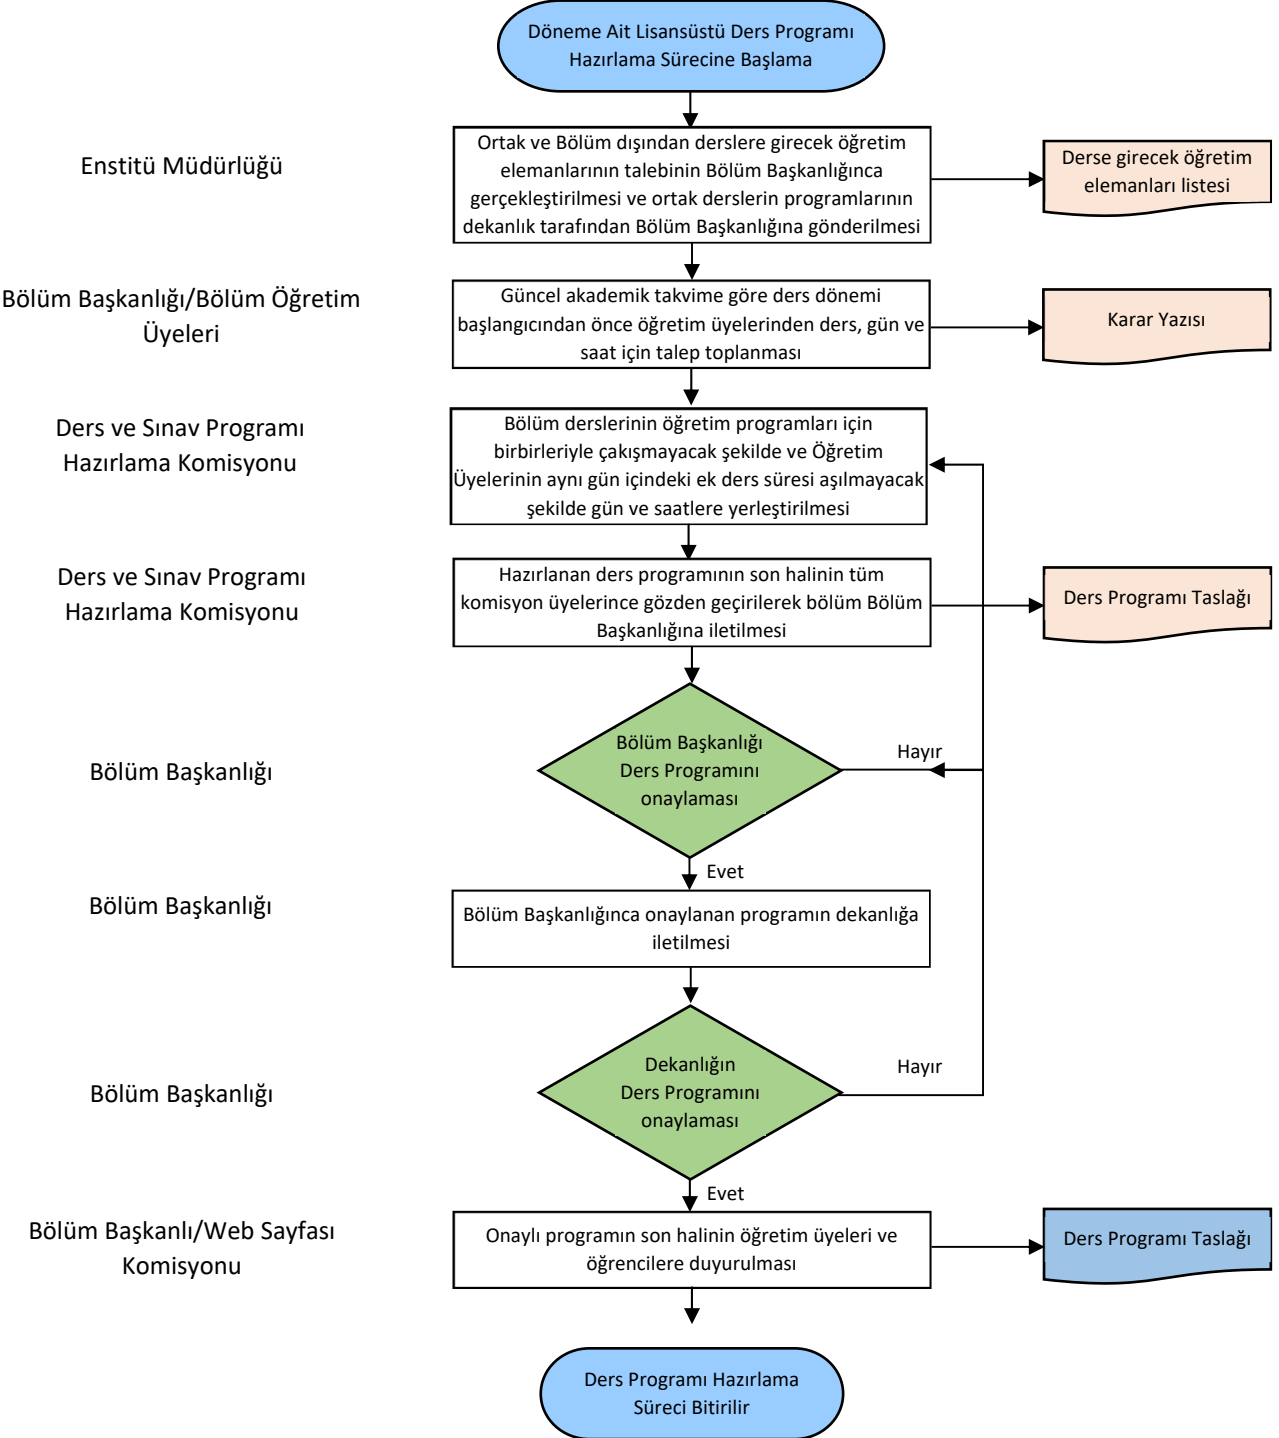 Döneme Ait Lisansüstü Ders Programı
Hazırlama Sürecine Başlama
Enstitü Müdürlüğü
Ortak ve Bölüm dışından derslere girecek öğretim
elemanlarının talebinin Bölüm Başkanlığınca
gerçekleştirilmesi ve ortak derslerin programlarının
dekanlık tarafından Bölüm Başkanlığına gönderilmesi
Derse girecek öğretim
elemanları listesi
Bölüm Başkanlığı/Bölüm Öğretim
Üyeleri
Güncel akademik takvime göre ders dönemi
başlangıcından önce öğretim üyelerinden ders, gün ve
saat için talep toplanması
Karar Yazısı
Ders ve Sınav Programı
Hazırlama Komisyonu
Bölüm derslerinin öğretim programları için
birbirleriyle çakışmayacak şekilde ve Öğretim
Üyelerinin aynı gün içindeki ek ders süresi aşılmayacak
şekilde gün ve saatlere yerleştirilmesi
Ders ve Sınav Programı
Hazırlama Komisyonu
Hazırlanan ders programının son halinin tüm
komisyon üyelerince gözden geçirilerek bölüm Bölüm
Başkanlığına iletilmesi
Ders Programı Taslağı
Bölüm Başkanlığı
Bölüm Başkanlığı
Ders Programını
onaylaması
Hayır
Evet
Bölüm Başkanlığı
Bölüm Başkanlığınca onaylanan programın dekanlığa
iletilmesi
Bölüm Başkanlığı
Dekanlığın
Ders Programını
onaylaması
Hayır
Evet
Bölüm Başkanlı/Web Sayfası
Komisyonu
Onaylı programın son halinin öğretim üyeleri ve
öğrencilere duyurulması
Ders Programı Taslağı
Ders Programı Hazırlama
Süreci Bitirilir